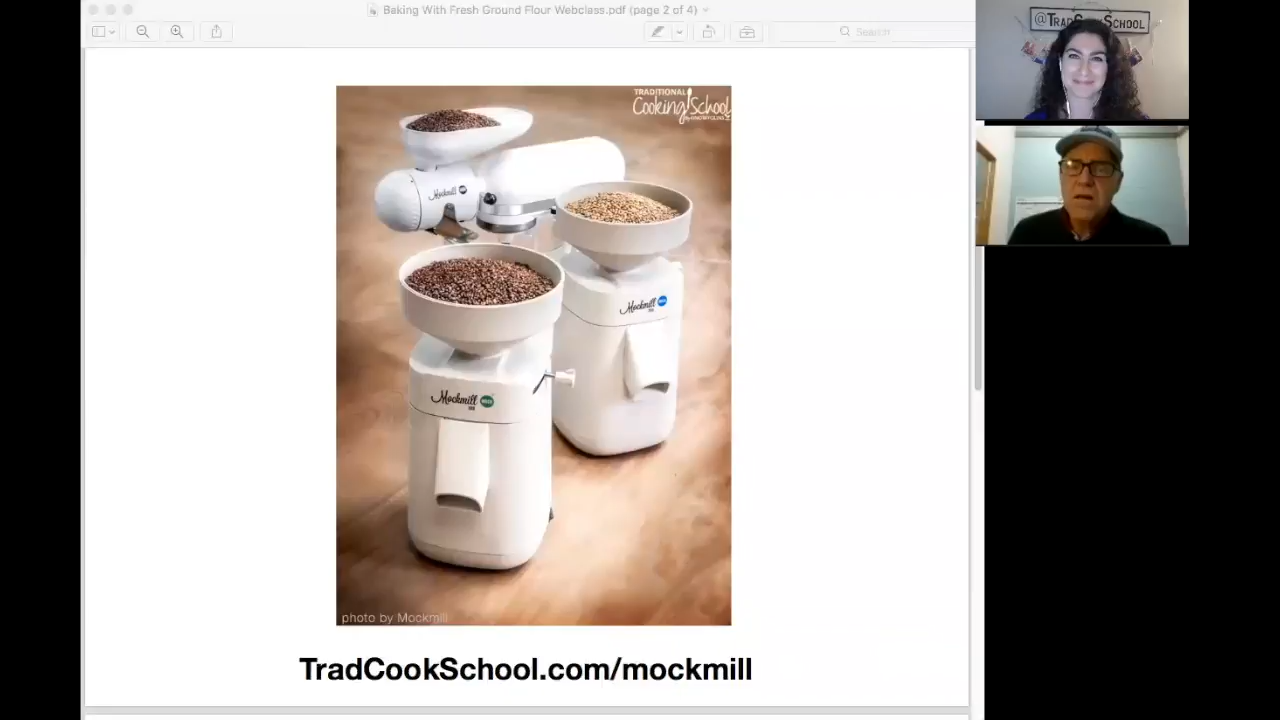 Baking With Fresh Ground Flour Webclass.pdf (page 2 of 4)
Search
@TradCookSchool
TRADITIONAL
Cooking School
Mockmill
Mockmill
Mockmill
photo by Mockmill
TradCookSchool.com/mockmill